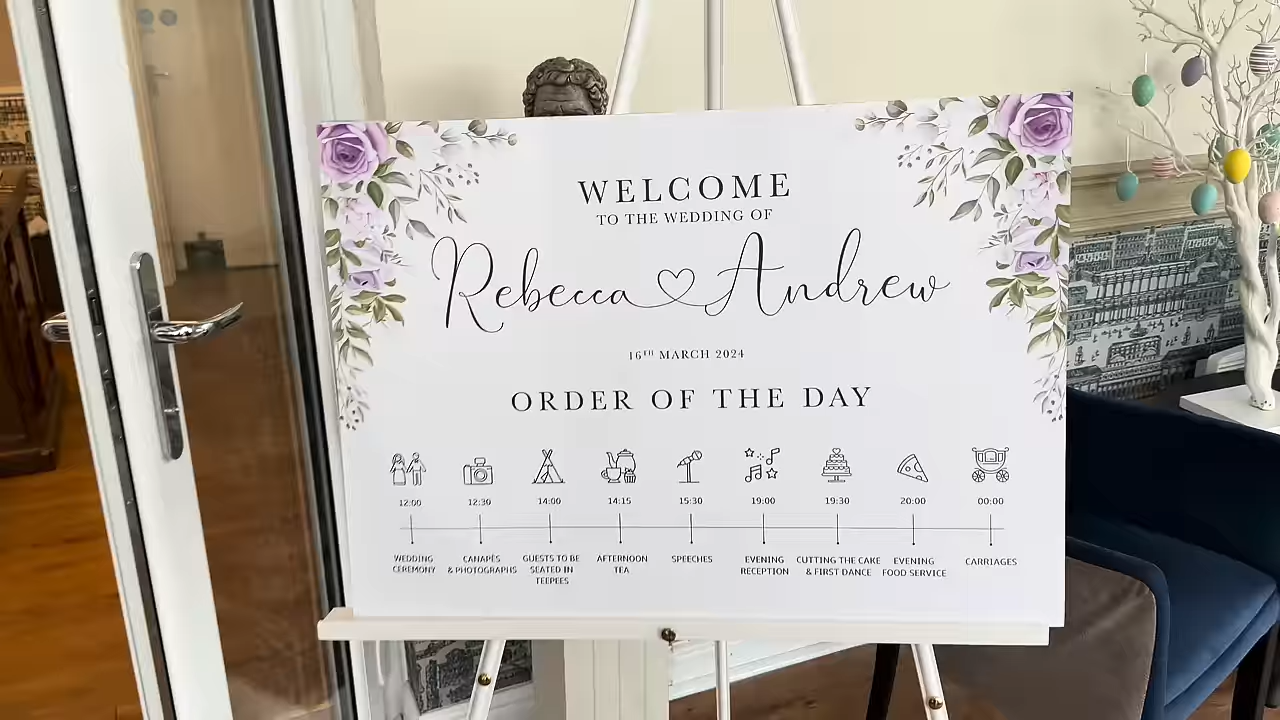 WELCOME
TO THE WEDDING OF
Rebecca Andrew
16TH MARCH 2024
ORDER OF THE DAY
12:00
12:30
14:00
14:15
15:30
19:00
19:30
20:00
00:00
WEDDING
CEREMONY
CANAPÉS
& PHOTOGRAPHS
GUESTS TO BE
SEATED IN
TEEPEES
AFTERNOON
TEA
SPEECHES
EVENING
RECEPTION
CUTTING THE CAKE
& FIRST DANCE
EVENING
FOOD SERVICE
CARRIAGES